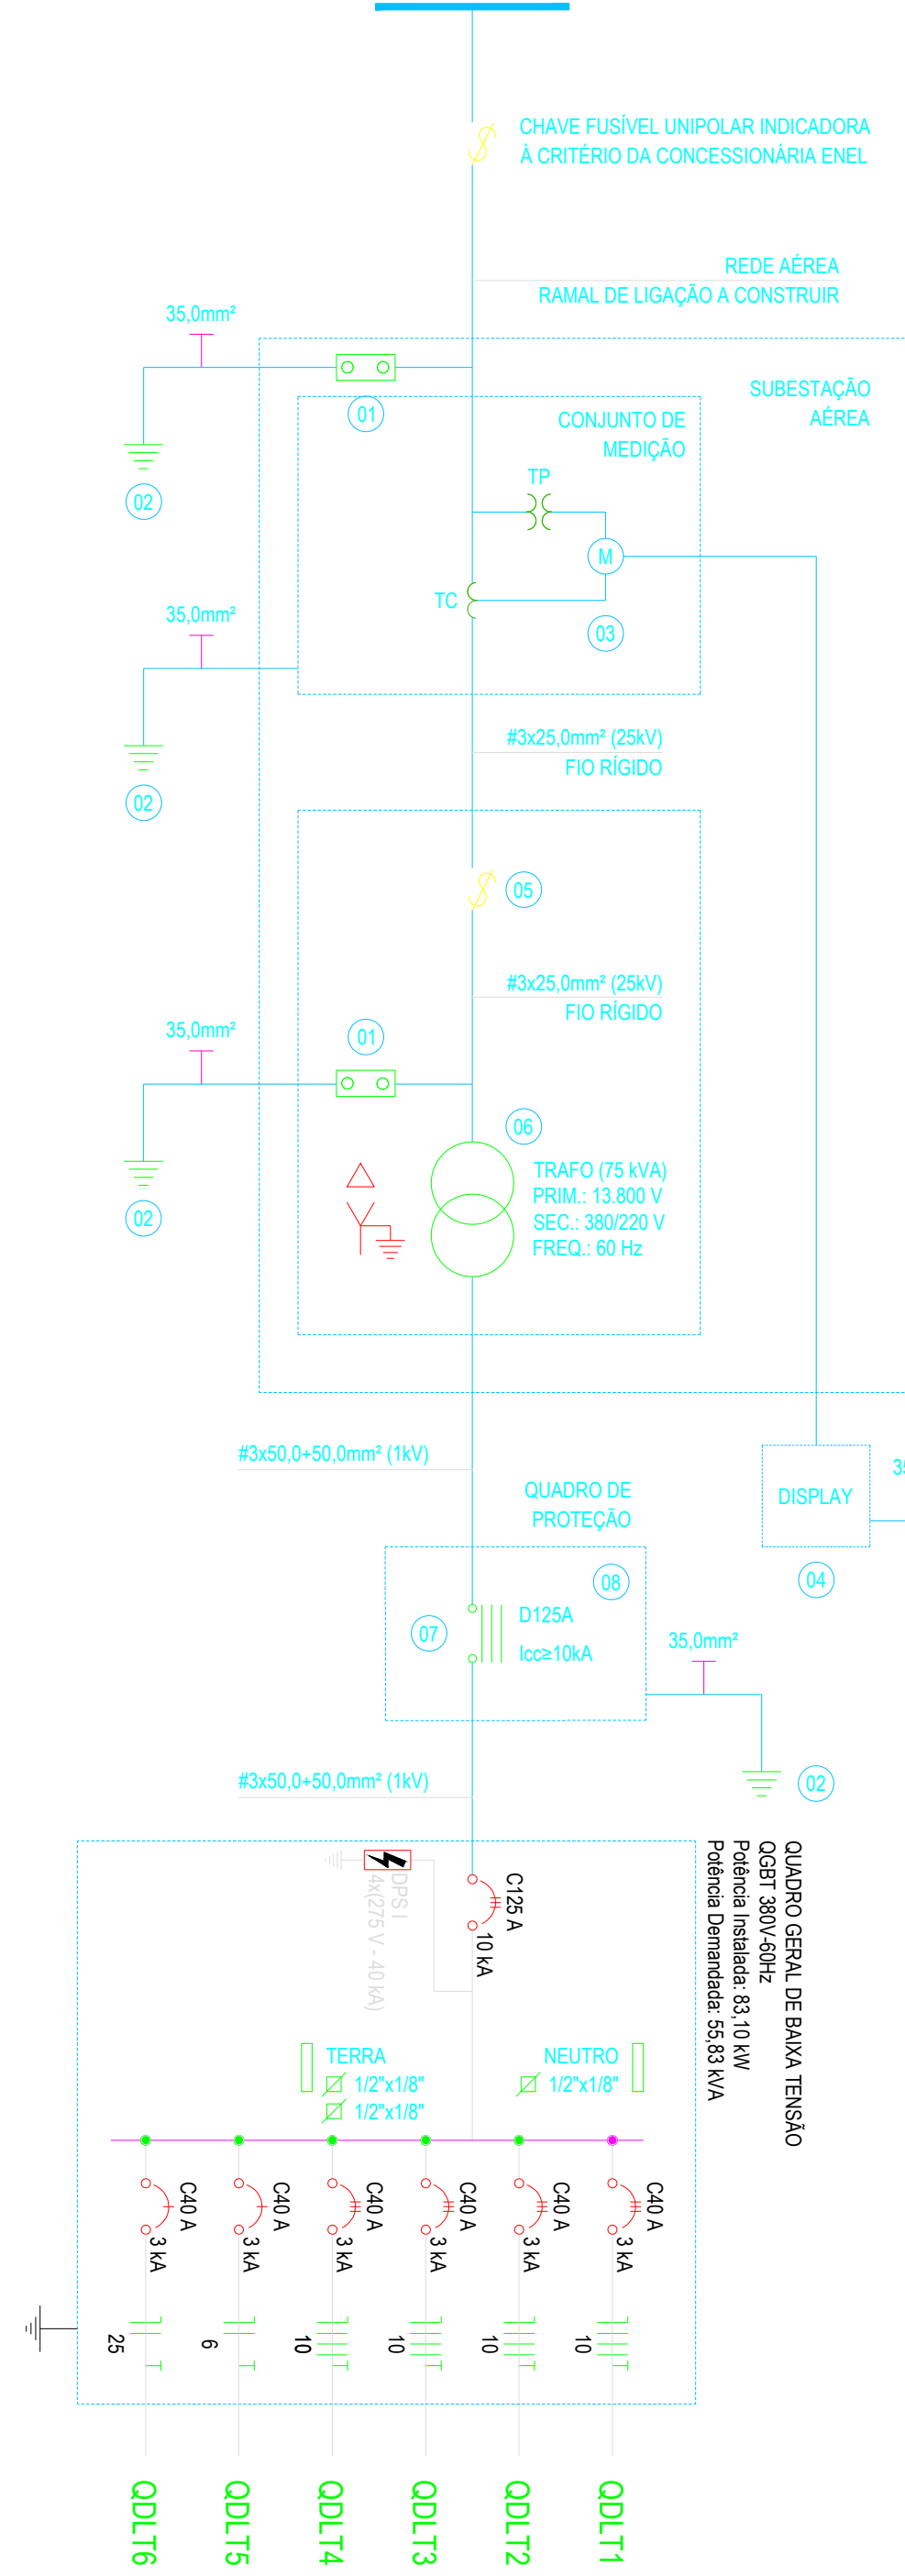 CHAVE FUSÍVEL UNIPOLAR INDICADORA
À CRITÉRIO DA CONCESSIONÁRIA ENEL
REDE AÉREA
RAMAL DE LIGAÇÃO A CONSTRUIR
35,0mm²
SUBESTAÇÃO
AÉREA
01
CONJUNTO DE
MEDIÇÃO
TP
02
M
TC
35,0mm²
03
#3x25,0mm² (25kV)
FIO RÍGIDO
02
05
#3x25,0mm² (25kV)
FIO RÍGIDO
35,0mm²
01
06
TRAFO (75 kVA)
PRIM.: 13.800 V
SEC.: 380/220 V
FREQ.: 60 Hz
02
#3x50,0+50,0mm² (1kV)
QUADRO DE
PROTEÇÃO
DISPLAY
04
08
07
D125A
Icc≥10kA
35,0mm²
02
#3x50,0+50,0mm² (1kV)
QUADRO GERAL DE BAIXA TENSÃO
QGBT 380V-60Hz
Potência Instalada: 83,10 kW
Potência Demandada: 55,83 kVA
C125 A
10 kA
DPS I
4x(275 V - 40 kA)
TERRA
1/2"x1/8"
1/2"x1/8"
NEUTRO
1/2"x1/8"
C40 A
3 kA
C40 A
3 kA
C40 A
3 kA
C40 A
3 kA
C40 A
3 kA
C40 A
3 kA
25
6
10
10
10
10
QDLT6
QDLT5
QDLT4
QDLT3
QDLT2
QDLT1